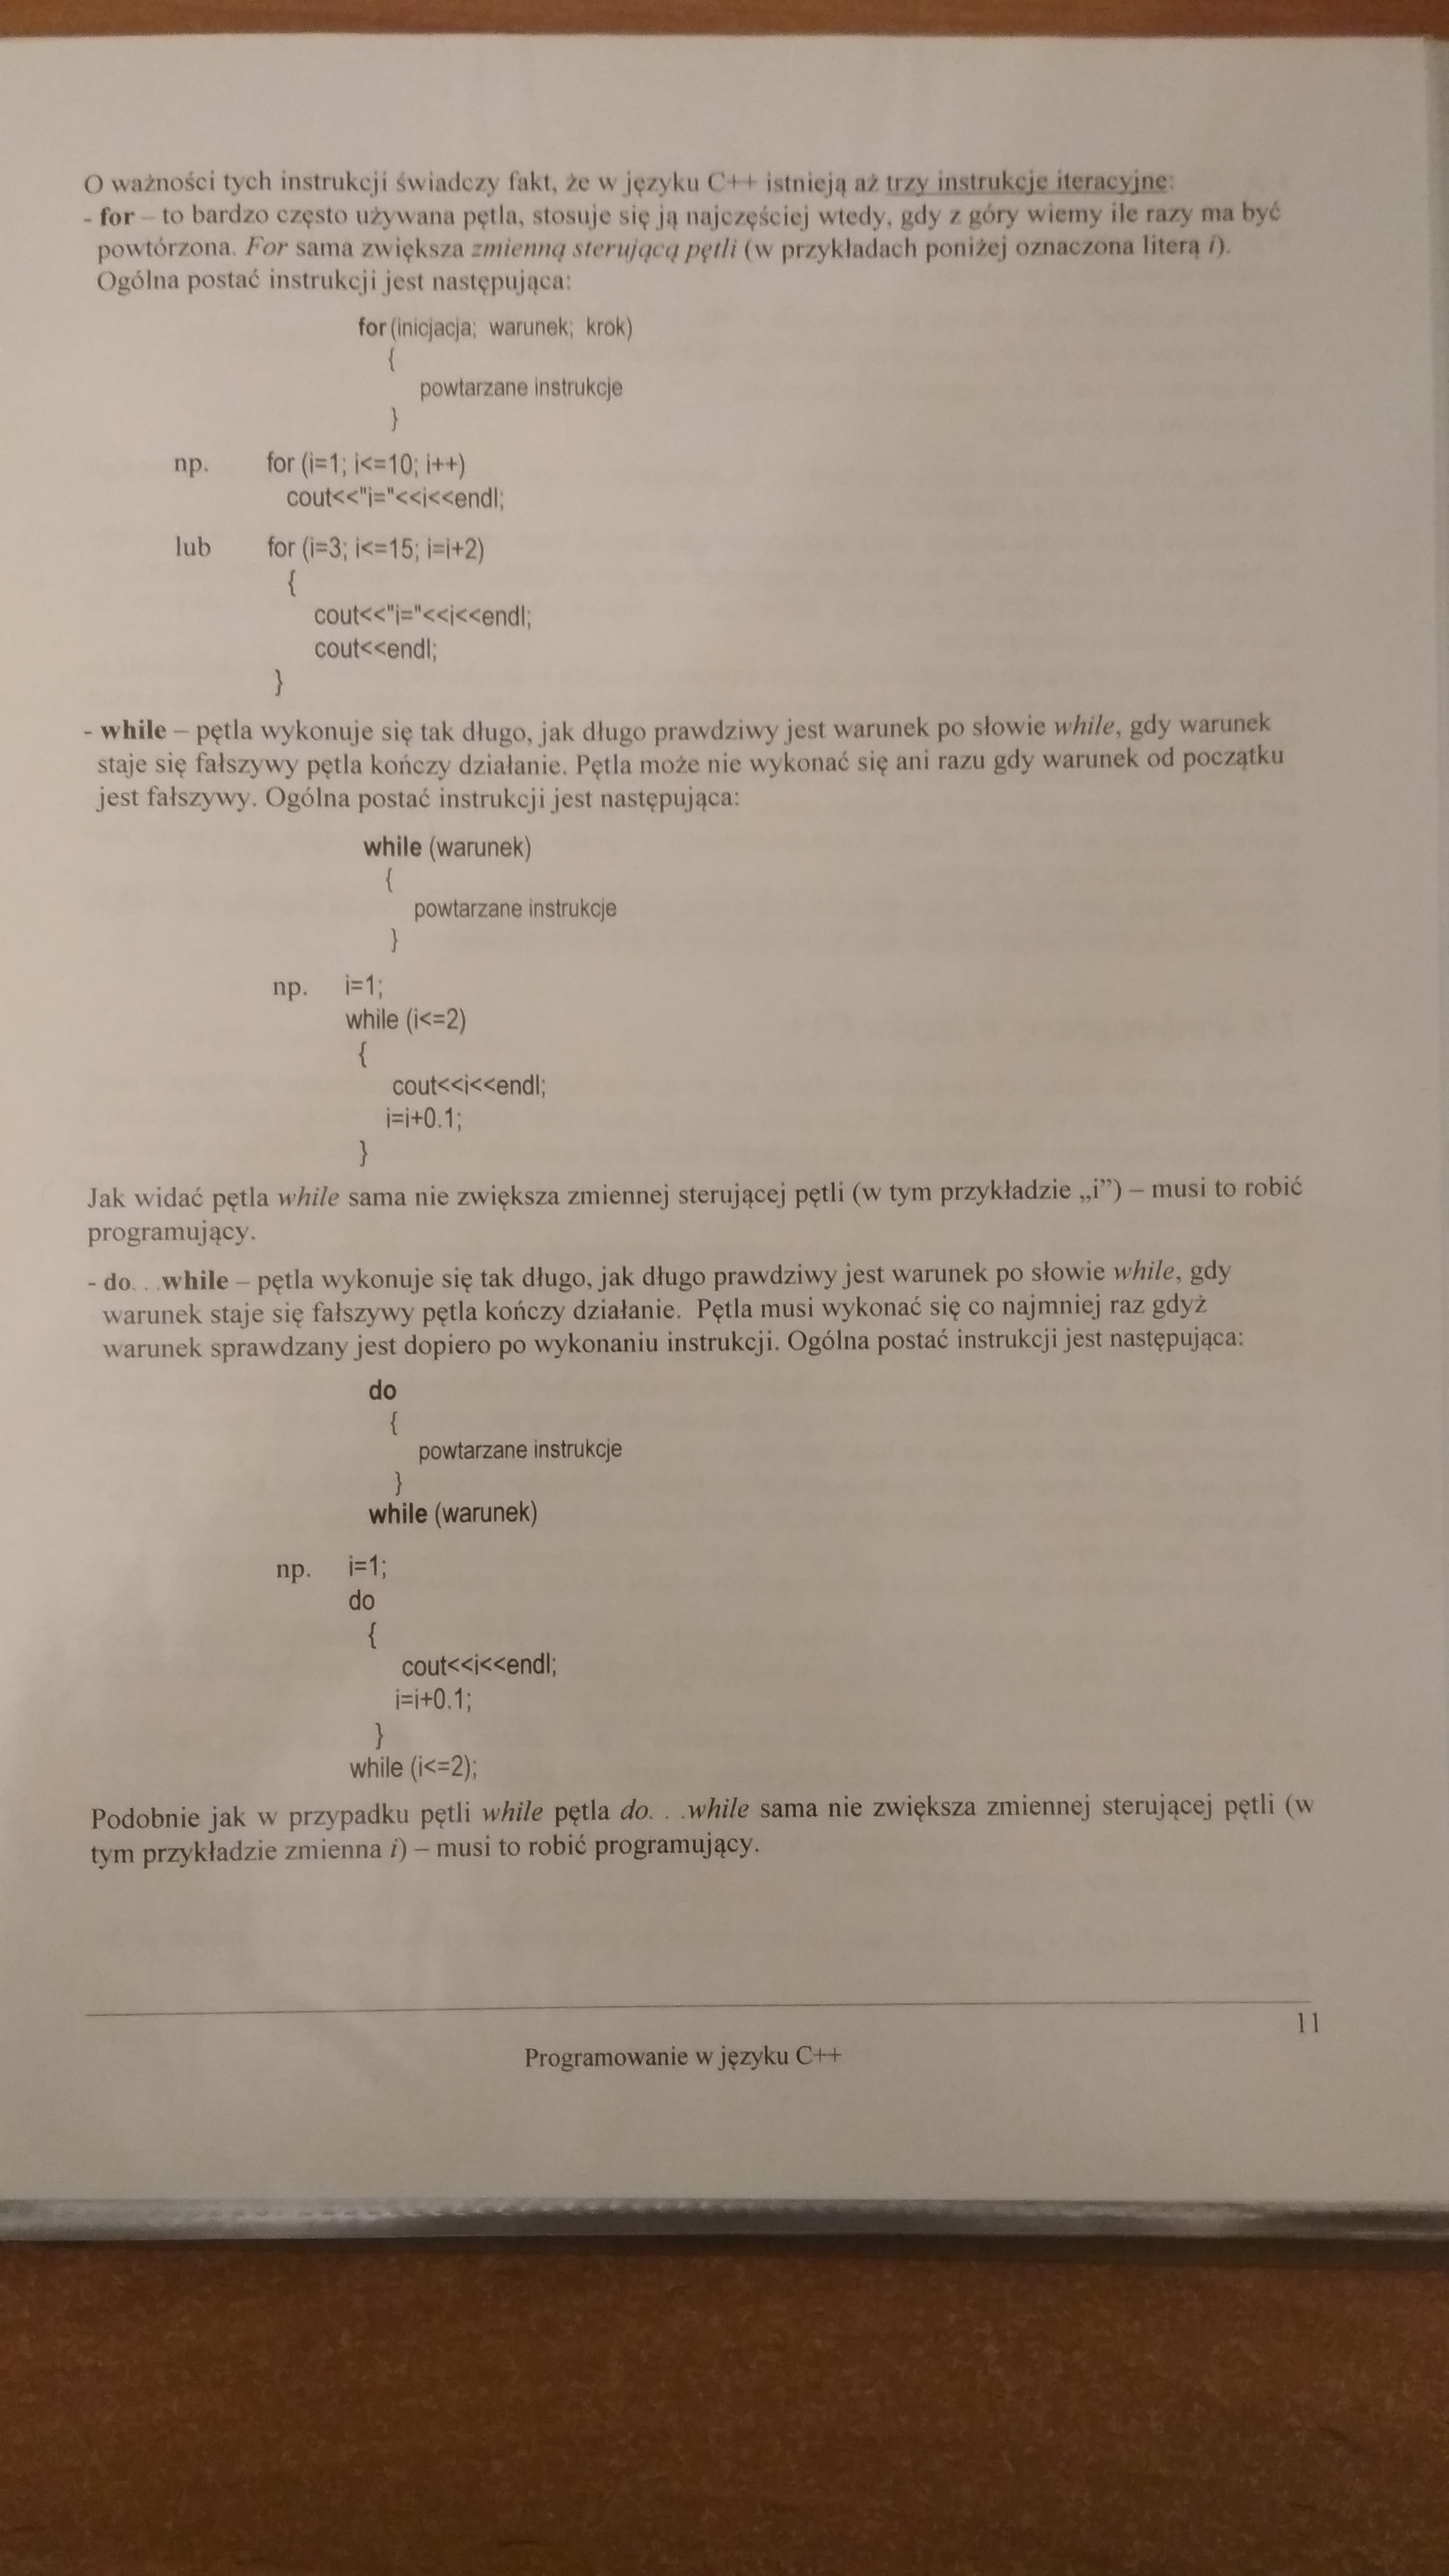 O ważności tych instrukcji świadczy fakt, że w języku C++ istnieją aż trzy instrukcje iteracyjne:
- for – to bardzo często używana pętla, stosuje się ją najczęściej wtedy, gdy z góry wiemy ile razy ma być
powtórzona. For sama zwiększa zmienną sterującą pętli (w przykładach poniżej oznaczona literą i).
Ogólna postać instrukcji jest następująca:
for (inicjacja; warunek; krok)
{
powtarzane instrukcje
}
np. for (i=1; i<=10; i++)
cout<<"i="<<i<<endl;
lub for (i=3; i<=15; i=i+2)
{
cout<<"i="<<i<<endl;
cout<<endl;
}
- while – pętla wykonuje się tak długo, jak długo prawdziwy jest warunek po słowie while, gdy warunek
staje się fałszywy pętla kończy działanie. Pętla może nie wykonać się ani razu gdy warunek od początku
jest fałszywy. Ogólna postać instrukcji jest następująca:
while (warunek)
{
powtarzane instrukcje
}
np. i=1;
while (i<=2)
{
cout<<i<<endl;
i=i+0.1;
}
Jak widać pętla while sama nie zwiększa zmiennej sterującej pętli (w tym przykładzie „i”) – musi to robić
programujący.
- do. . .while – pętla wykonuje się tak długo, jak długo prawdziwy jest warunek po słowie while, gdy
warunek staje się fałszywy pętla kończy działanie. Pętla musi wykonać się co najmniej raz gdyż
warunek sprawdzany jest dopiero po wykonaniu instrukcji. Ogólna postać instrukcji jest następująca:
do
{
powtarzane instrukcje
}
while (warunek)
np. i=1;
do
{
cout<<i<<endl;
i=i+0.1;
}
while (i<=2);
Podobnie jak w przypadku pętli while pętla do. . .while sama nie zwiększa zmiennej sterującej pętli (w
tym przykładzie zmienna i) – musi to robić programujący.
11
Programowanie w języku C++